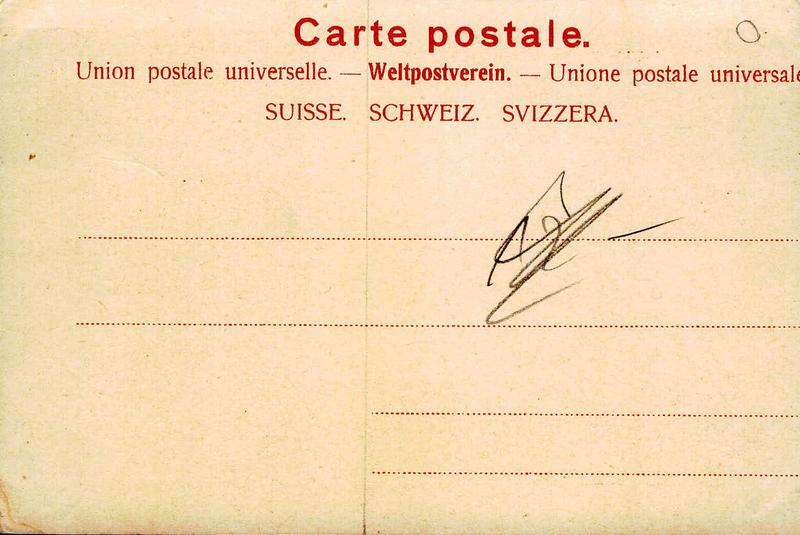 Carte postale.
Union postale universelle. — Weltpostverein. — Unione postale universale
SUISSE. SCHWEIZ. SVIZZERA.